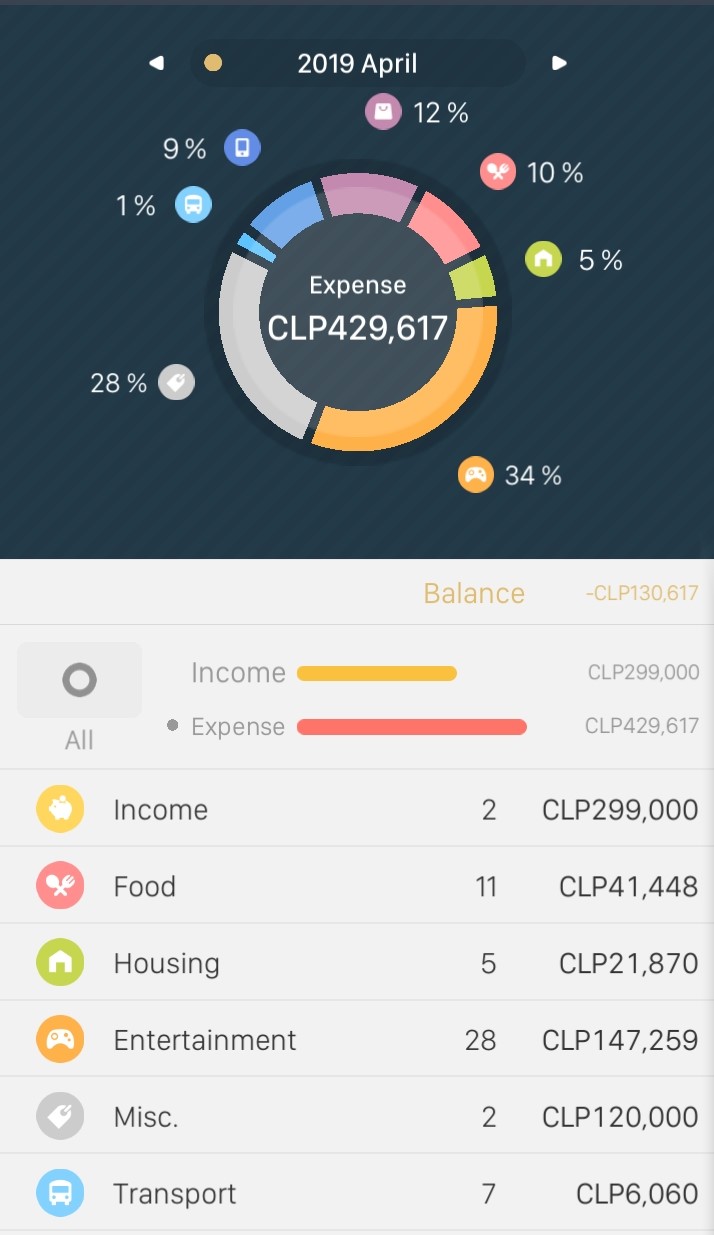 2019 April
12 %
9 %
10 %
1 %
5 %
Expense
CLP429,617
28 %
34 %
Balance -CLP130,617
Income CLP299,000
Expense CLP429,617
All
Income 2 CLP299,000
Food 11 CLP41,448
Housing 5 CLP21,870
Entertainment 28 CLP147,259
Misc. 2 CLP120,000
Transport 7 CLP6,060